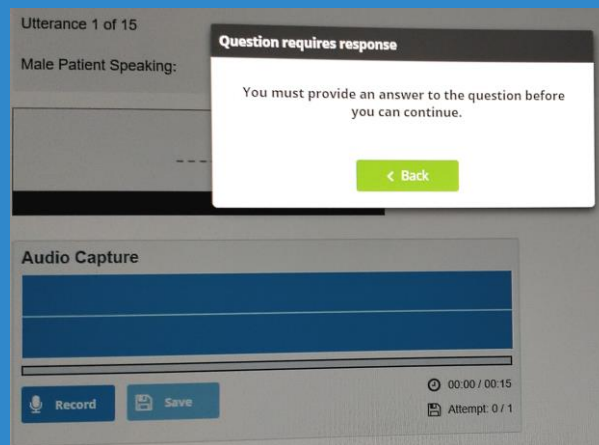 Utterance 1 of 15
Question requires response
Male Patient Speaking:
You must provide an answer to the question before
you can continue.
< Back
Audio Capture
Record
Save
00:00 / 00:15
Attempt: 0 / 1